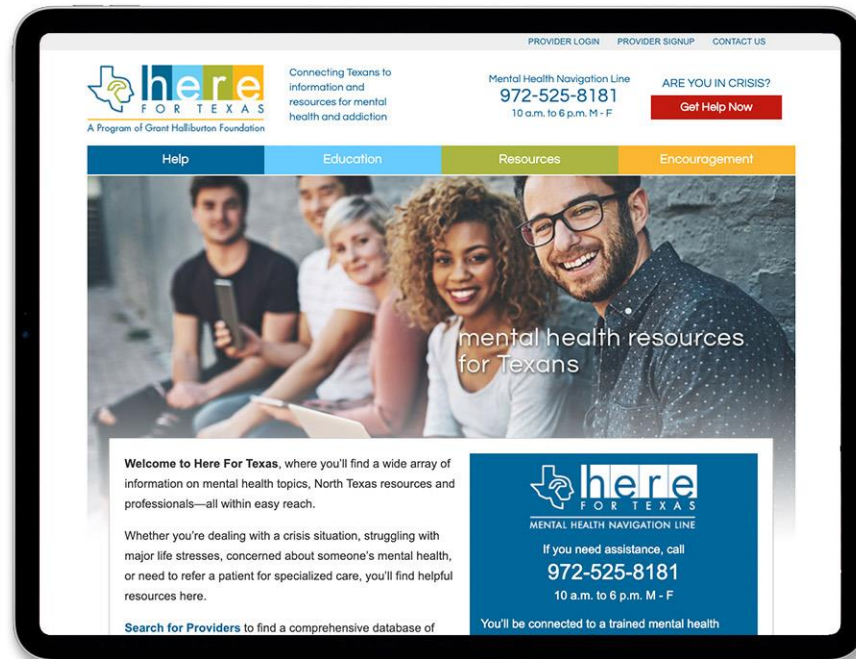 PROVIDER LOGIN PROVIDER SIGNUP CONTACT US
here
FOR TEXAS
A Program of Grant Halliburton Foundation
Connecting Texans to
information and
resources for mental
health and addiction
Mental Health Navigation Line
972-525-8181
10 a.m. to 6 p.m. M - F
ARE YOU IN CRISIS?
Get Help Now
Help Education Resources Encouragement
mental health resources
for Texans
Welcome to Here For Texas, where you'll find a wide array of
information on mental health topics, North Texas resources and
professionals—all within easy reach.
Whether you're dealing with a crisis situation, struggling with
major life stresses, concerned about someone's mental health,
or need to refer a patient for specialized care, you'll find helpful
resources here.
Search for Providers to find a comprehensive database of
here
FOR TEXAS
MENTAL HEALTH NAVIGATION LINE
If you need assistance, call
972-525-8181
10 a.m. to 6 p.m. M - F
You'll be connected to a trained mental health